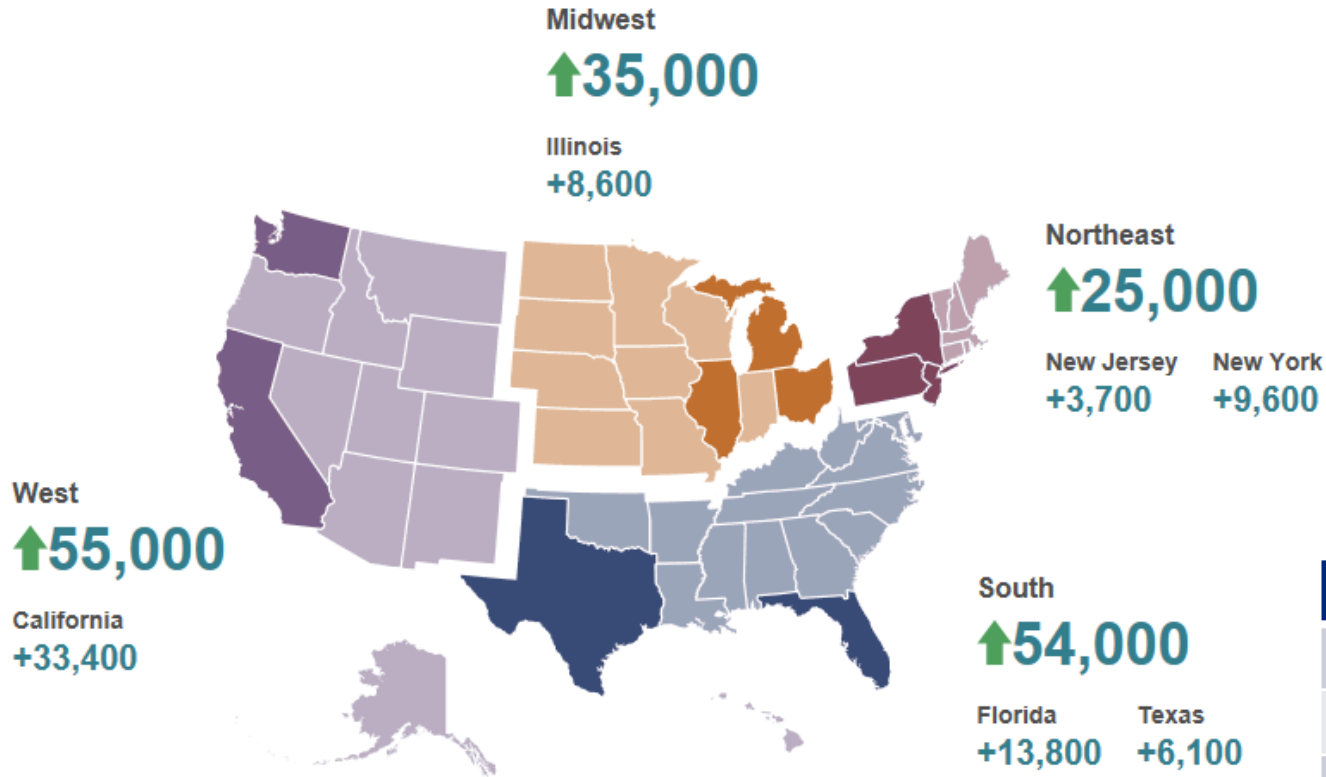 Midwest
35,000
Illinois
+8,600
Northeast
25,000
New Jersey New York
+3,700 +9,600
West
55,000
California
+33,400
South
54,000
Florida Texas
+13,800 +6,100